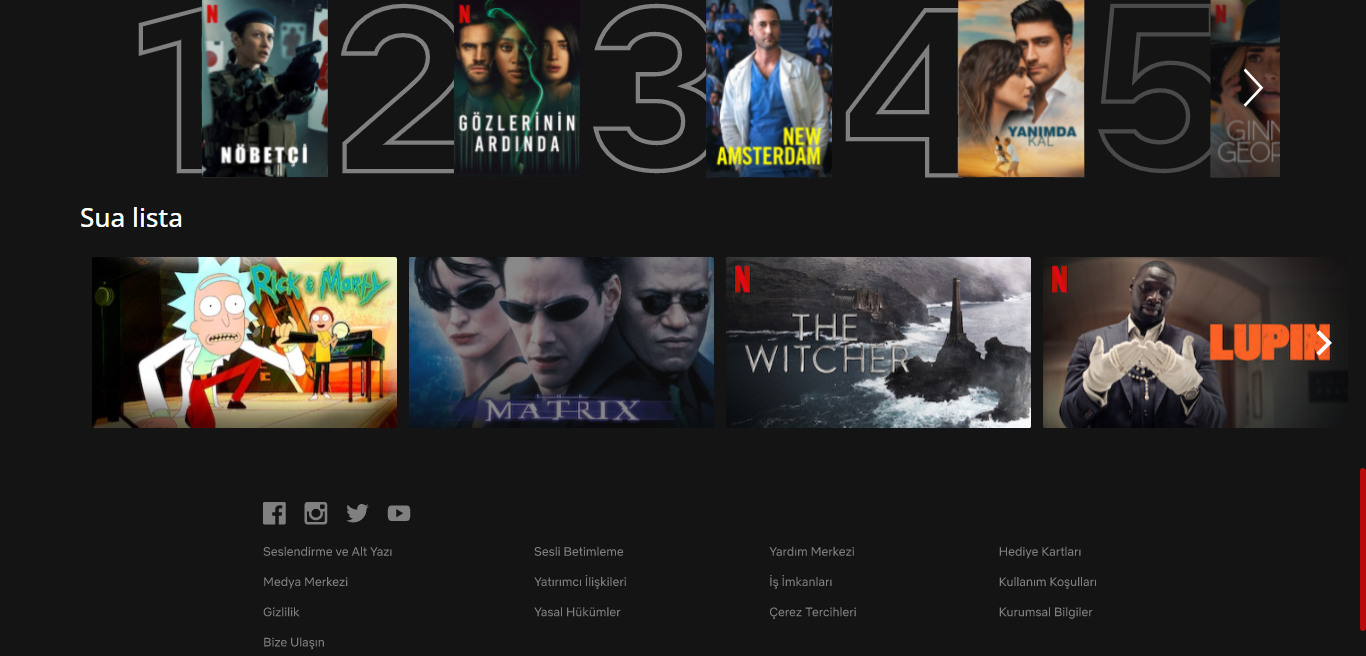 1
N
NÖBETÇİ
2
N
GÖZLERİNİN
ARDINDA
3
NEW
AMSTERDAM
4
YANIMDA
KAL
5
N
GINN
GEOR
Sua lista
RICK & MORTY
THE
MATRIX
N
THE
WITCHER
N
LUPIN
Seslendirme ve Alt Yazı
Sesli Betimleme
Yardım Merkezi
Hediye Kartları
Medya Merkezi
Yatırımcı İlişkileri
İş İmkanları
Kullanım Koşulları
Gizlilik
Yasal Hükümler
Çerez Tercihleri
Kurumsal Bilgiler
Bize Ulaşın